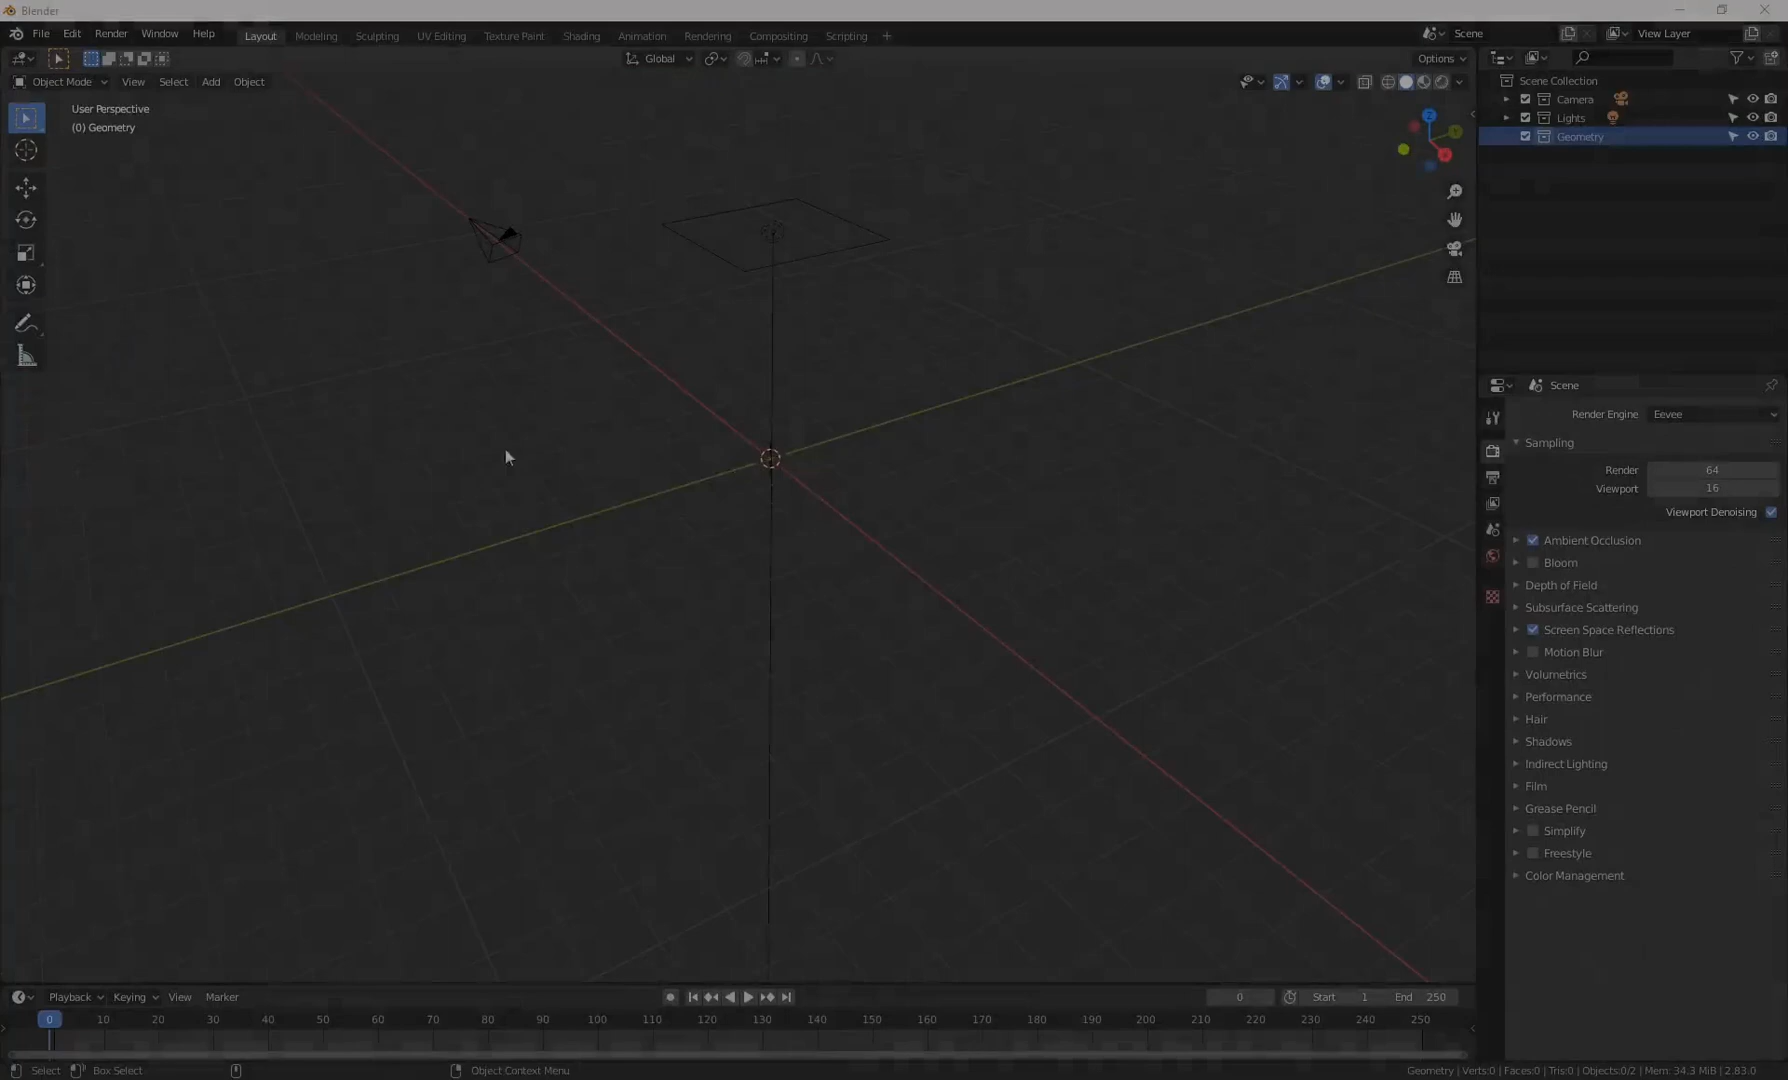 Blender
File Edit Render Window Help Layout Modeling Sculpting UV Editing Texture Paint Shading Animation Rendering Compositing Scripting + Scene View Layer
Global Options
Object Mode View Select Add Object
User Perspective
(0) Geometry
Z
Scene Collection
Camera
Lights
Geometry
Scene
Render Engine Eevee
Sampling
Render 64
Viewport 16
Viewport Denoising
Ambient Occlusion
Bloom
Depth of Field
Subsurface Scattering
Screen Space Reflections
Motion Blur
Volumetrics
Performance
Hair
Shadows
Indirect Lighting
Film
Grease Pencil
Simplify
Freestyle
Color Management
Playback Keying View Marker 0 Start 1 End 250
0 10 20 30 40 50 60 70 80 90 100 110 120 130 140 150 160 170 180 190 200 210 220 230 240 250
Select Box Select Object Context Menu Geometry | Verts:0 | Faces:0 | Tris:0 | Objects:0/2 | Mem: 34.3 MiB | 2.83.0